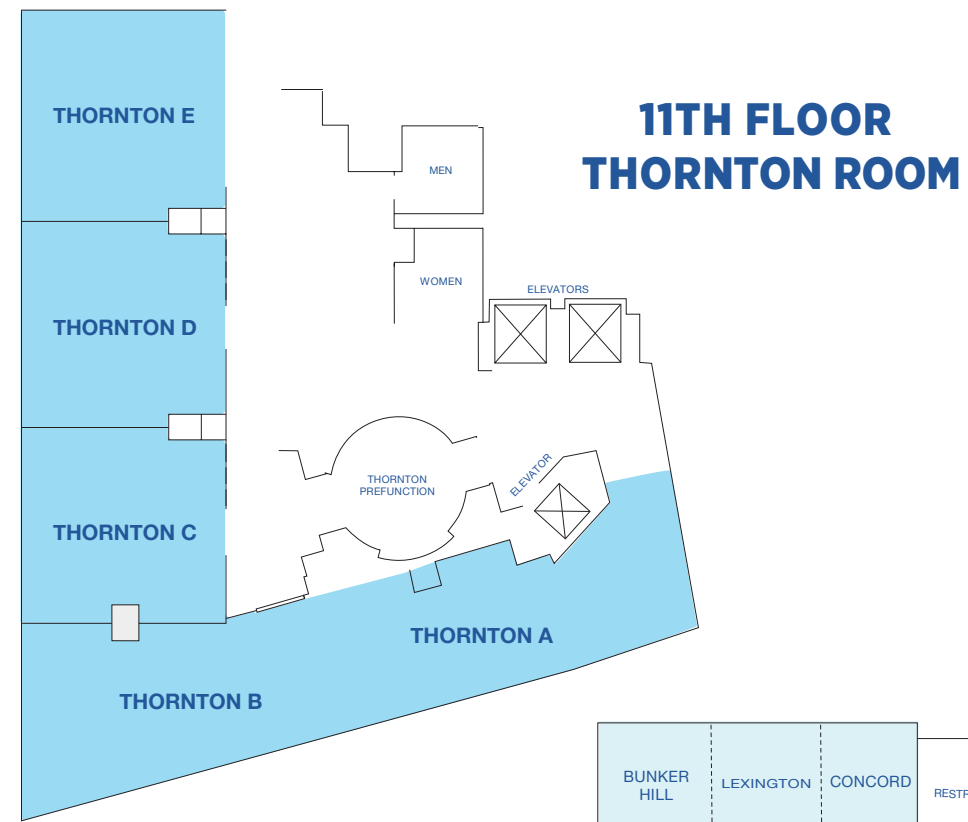 11TH FLOOR
THORNTON ROOM
THORNTON E
MEN
WOMEN
ELEVATORS
THORNTON D
THORNTON
PREFUNCTION
ELEVATOR
THORNTON C
THORNTON A
THORNTON B
BUNKER
HILL
LEXINGTON
CONCORD
RESTR